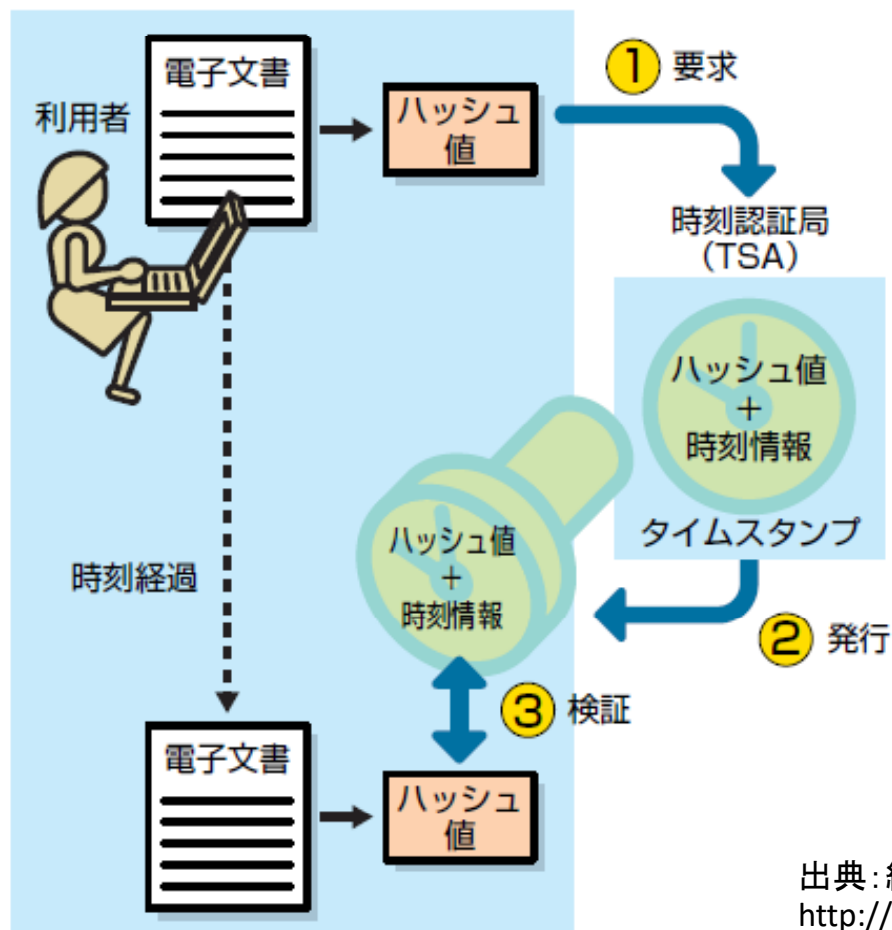 電子文書
利用者
ハッシュ
値
1 要求
時刻認証局
(TSA)
ハッシュ値
+
時刻情報
タイムスタンプ
2 発行
ハッシュ値
+
時刻情報
時刻経過
3 検証
電子文書
ハッシュ
値
出典:
http://